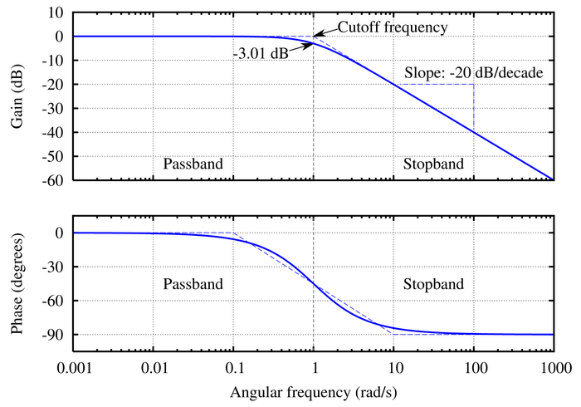 10
0
-10
-20
-30
-40
-50
-60
Gain (dB)
Cutoff frequency
-3.01 dB
Slope: -20 dB/decade
Passband
Stopband
0
-30
-60
-90
Phase (degrees)
Passband
Stopband
0.001
0.01
0.1
1
10
100
1000
Angular frequency (rad/s)